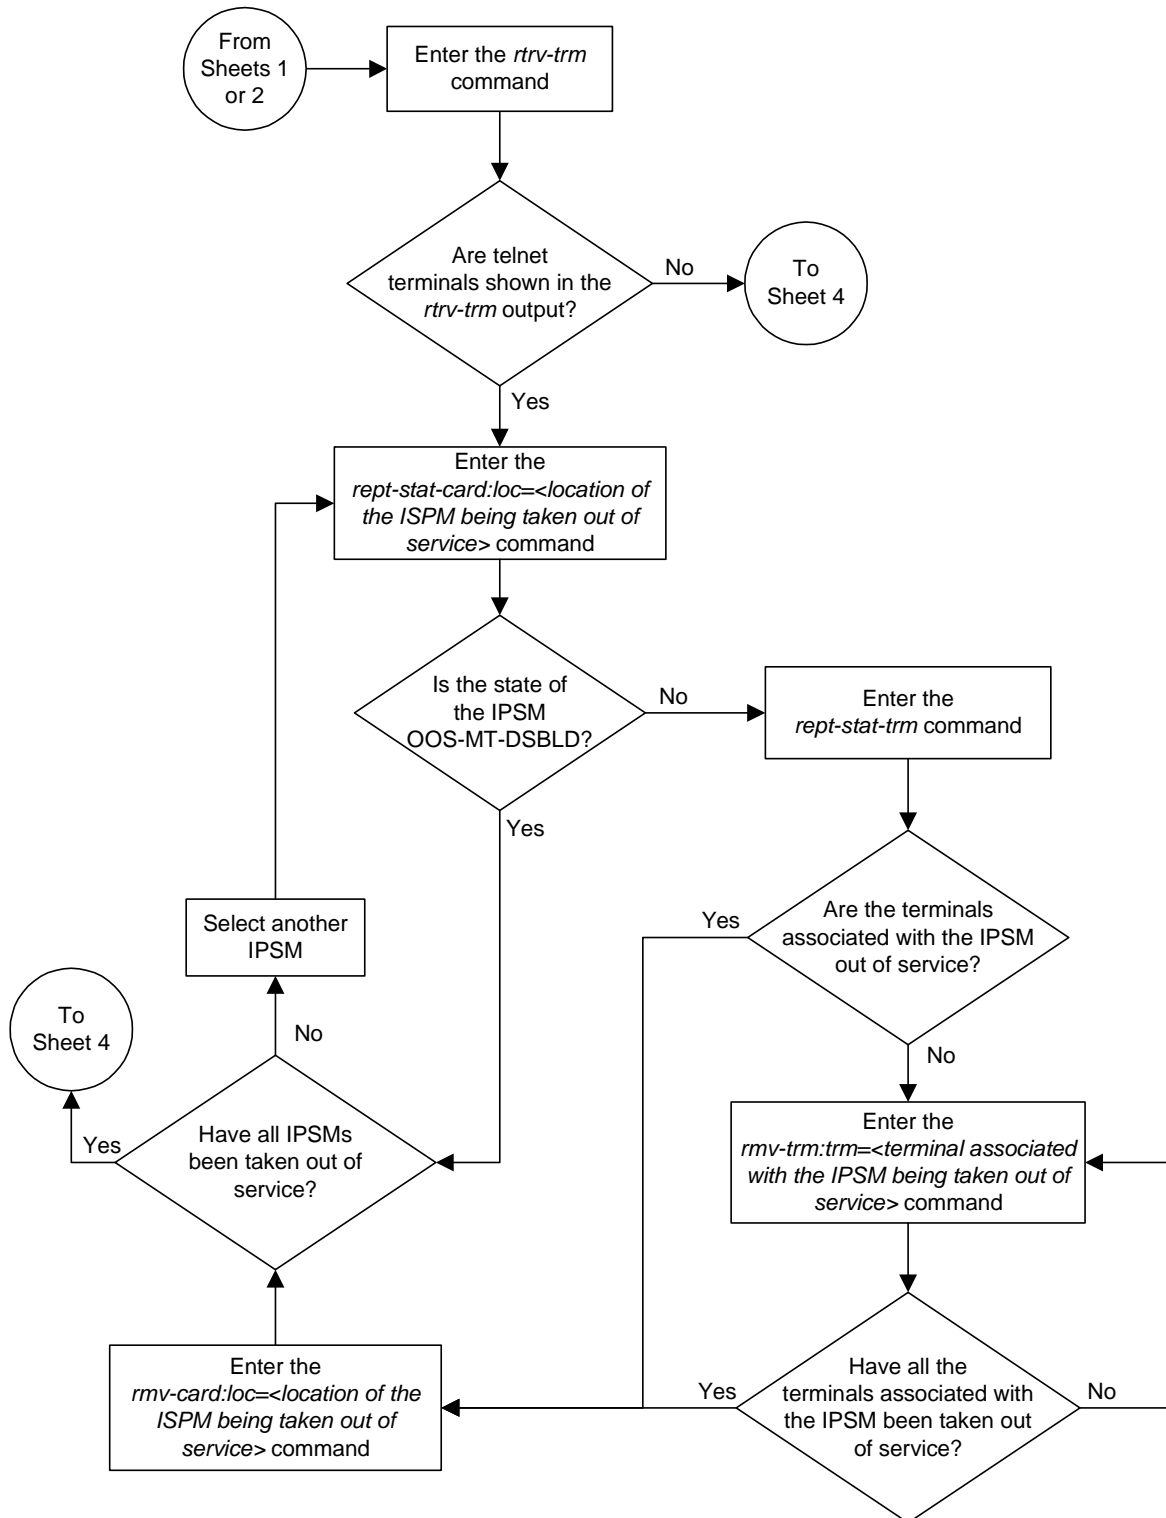 From
Sheets 1
or 2
Enter the rtrv-trm
command
Are telnet
terminals shown in the
rtrv-trm output?
No
To
Sheet 4
Yes
Enter the
rept-stat-card:loc=<location of
the ISPM being taken out of
service> command
Is the state of
the IPSM
OOS-MT-DSBLD?
No
Enter the
rept-stat-trm command
Yes
Select another
IPSM
Yes
Are the terminals
associated with the IPSM
out of service?
To
Sheet 4
No
No
Yes
Have all IPSMs
been taken out of
service?
Enter the
rmv-trm:trm=<terminal associated
with the IPSM being taken out of
service> command
Enter the
rmv-card:loc=<location of the
ISPM being taken out of
service> command
Yes
Have all the
terminals associated with
the IPSM been taken out
of service?
No